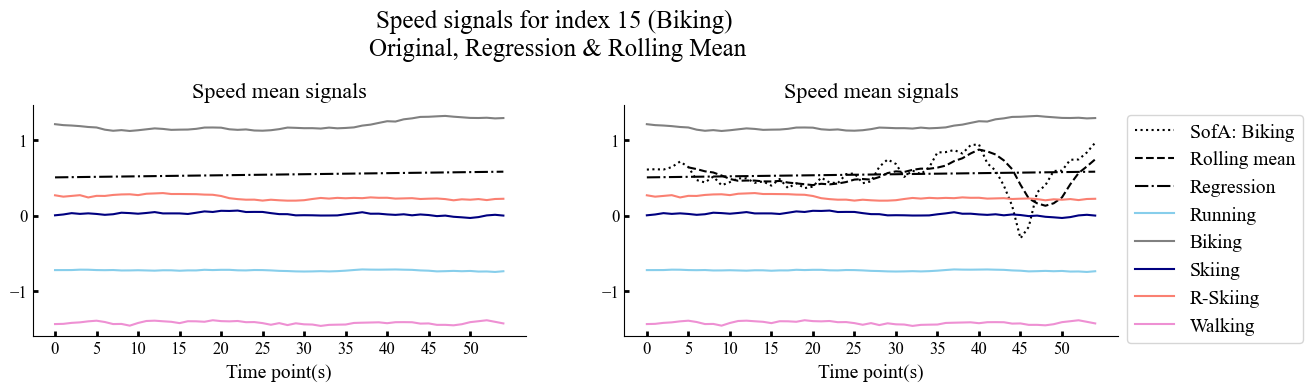 Speed signals for index 15 (Biking)
Original, Regression & Rolling Mean
Speed mean signals
1
0
−1
0 5 10 15 20 25 30 35 40 45 50
Time point(s)
Speed mean signals
1
0
−1
0 5 10 15 20 25 30 35 40 45 50
Time point(s)
SofA: Biking
Rolling mean
Regression
Running
Biking
Skiing
R-Skiing
Walking